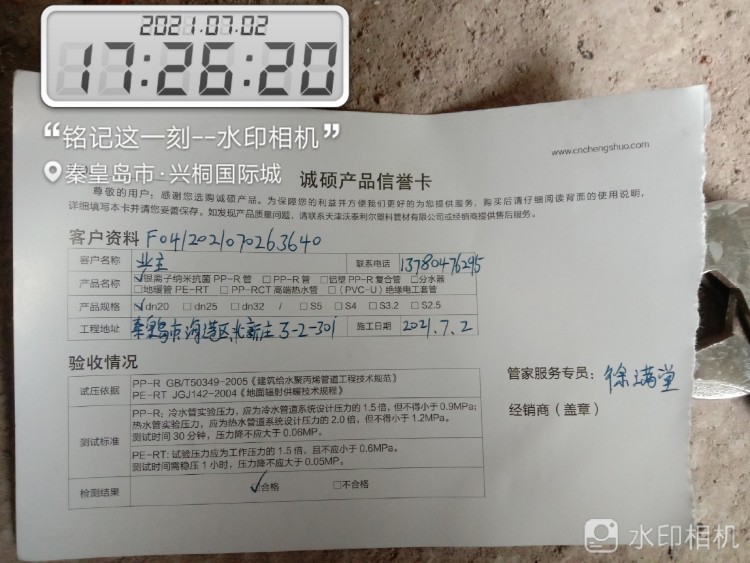 2021.07.02
17:26:20
“铭记这一刻--水印相机”
秦皇岛市·兴桐国际城
www.cnchengshuo.com
诚硕产品信誉卡
尊敬的用户：感谢您选购诚硕产品。为保障您的利益并方便我们更好的为您提供服务，购买后请仔细阅读背面的使用说明，
详细填写本卡并请您妥善保存。如发现产品质量问题，请联系天津沃泰利尔塑料管材有限公司或经销商提供售后服务。
客户资料 F0412021070263640
客户名称 业主 联系电话 13780476295
产品名称 ☑银离子纳米抗菌PP-R管 □PP-R管 □铝塑PP-R复合管 □分水器
□地暖管PE-RT □PP-RCT高端热水管 □(PVC-U)绝缘电工套管
产品规格 ☑dn20 □dn25 □dn32 / □S5 □S4 □S3.2 □S2.5
工程地址 秦皇岛市海港区北新庄3-2-301 施工日期 2021.7.2
验收情况
试压依据 PP-R GB/T50349-2005《建筑给水聚丙烯管道工程技术规范》
PE-RT JGJ142-2004《地面辐射供暖技术规程》
测试标准 PP-R：冷水管实验压力，应为冷水管道系统设计压力的1.5倍，但不得小于0.9MPa；
热水管实验压力，应为热水管道系统设计压力的2.0倍，但不得小于1.2MPa。
测试时间30分钟，压力降不应大于0.06MP。
PE-RT：试验压力应为工作压力的1.5倍，且不应小于0.6MPa。
测试时间需稳压1小时，压力降不应大于0.05MP。
检测结果 ☑合格 □不合格
管家服务专员：徐满堂
经销商（盖章）
水印相机